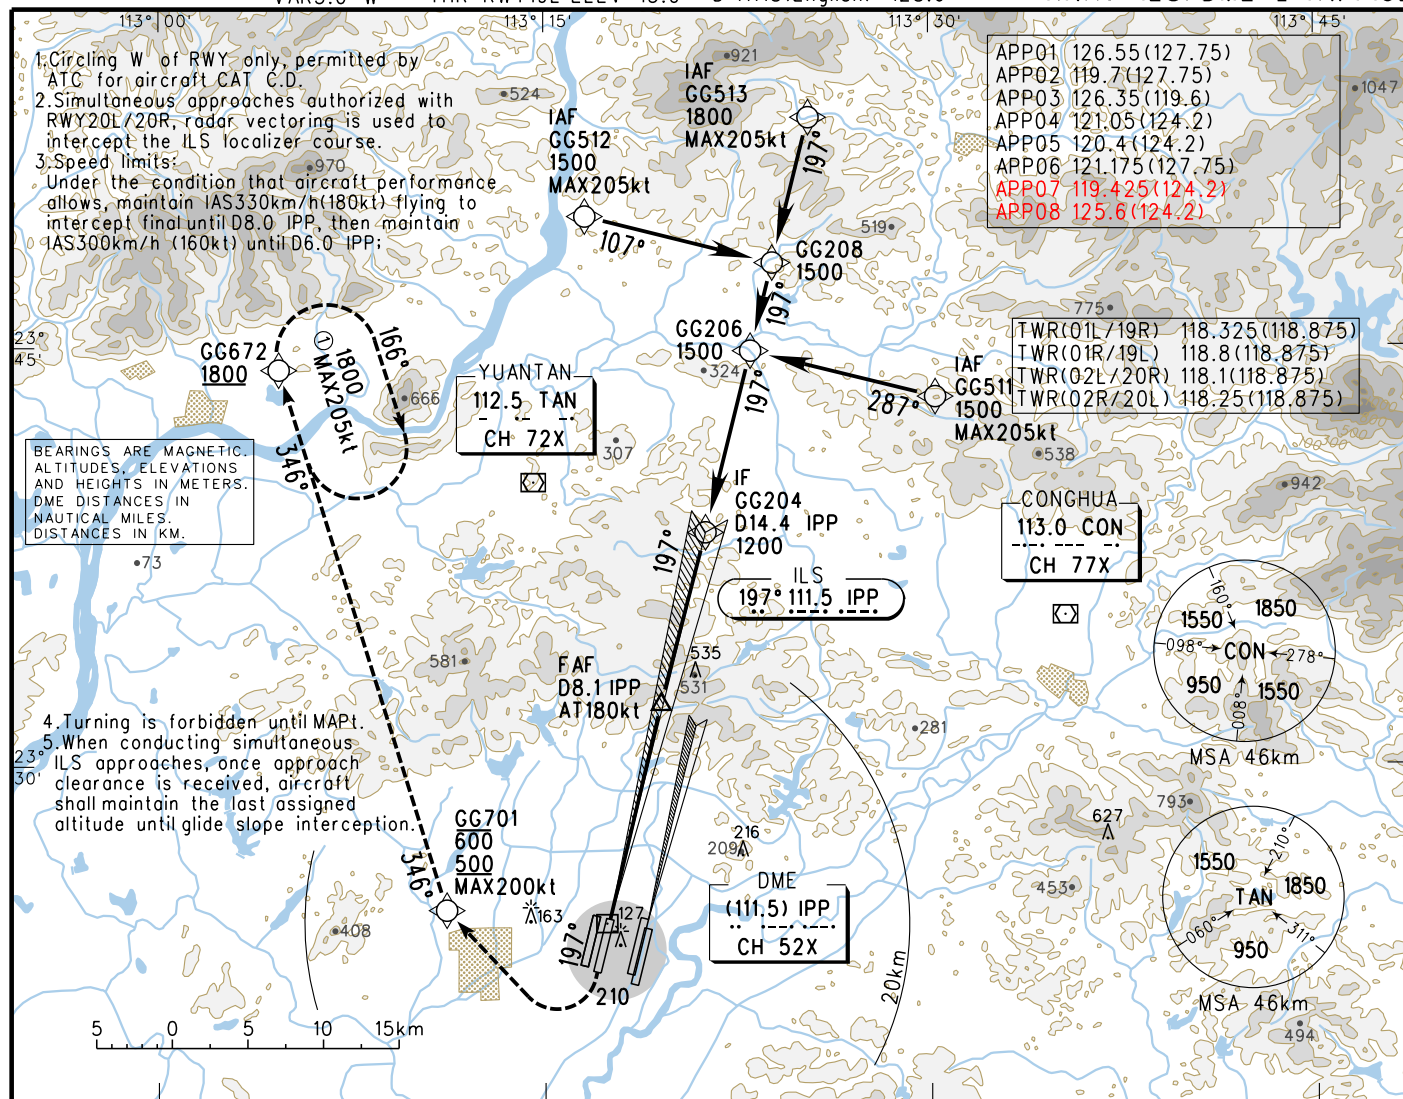 113°00'
113°15'
113°30'
113°45'
1.Circling W of RWY only, permitted by
ATC for aircraft CAT C.D.
2.Simultaneous approaches authorized with
RWY20L/20R, radar vectoring is used to
intercept the ILS localizer course.
3.Speed limits:
Under the condition that aircraft performance
allows, maintain IAS330km/h(180kt) flying to
intercept final until D8.0 IPP, then maintain
IAS300km/h (160kt) until D6.0 IPP;
APP01 126.55(127.75)
APP02 119.7(127.75)
APP03 126.35(119.6)
APP04 121.05(124.2)
APP05 120.4(124.2)
APP06 121.175(127.75)
APP07 119.425(124.2)
APP08 125.6(124.2)
921
524
970
1047
519
775
IAF
GG513
1800
MAX205kt
197°
IAF
GG512
1500
MAX205kt
107°
GG208
1500
197°
GG206
1500
324
197°
IAF
GG511
1500
MAX205kt
287°
TWR(01L/19R) 118.325(118.875)
TWR(01R/19L) 118.8(118.875)
TWR(02L/20R) 118.1(118.875)
TWR(02R/20L) 118.25(118.875)
23°
45'
GG672
1800
① 1800
MAX205kt
166°
346°
666
YUANTAN
112.5 TAN
CH 72X
307
538
942
BEARINGS ARE MAGNETIC.
ALTITUDES, ELEVATIONS
AND HEIGHTS IN METERS.
DME DISTANCES IN
NAUTICAL MILES.
DISTANCES IN KM.
73
IF
GG204
D14.4 IPP
1200
197°
ILS
197° 111.5 IPP
CONGHUA
113.0 CON
CH 77X
160°
1550
1850
098°
CON
278°
950
1550
008°
MSA 46km
581
FAF
D8.1 IPP
AT180kt
535
531
281
23°
30'
4.Turning is forbidden until MAPt.
5.When conducting simultaneous
ILS approaches, once approach
clearance is received, aircraft
shall maintain the last assigned
altitude until glide slope interception.
GG701
600
500
MAX200kt
346°
163
408
127
197°
210
216
209
DME
(111.5) IPP
CH 52X
20km
793
627
453
494
210°
1550
1850
TAN
060°
311°
950
MSA 46km
5 0 5 10 15km